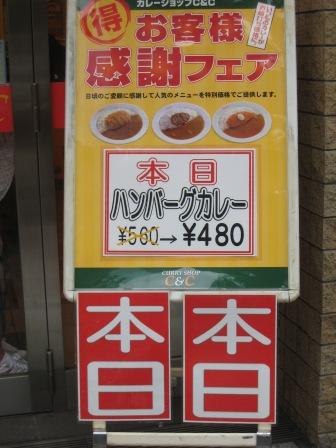 カレーショップC&C
得 お客様
感謝フェア
日頃のご愛顧に感謝して人気のメニューを特別価格でご提供します。
本日
ハンバーグカレー
¥560→¥480
CURRY SHOP
C&C
本日 本日